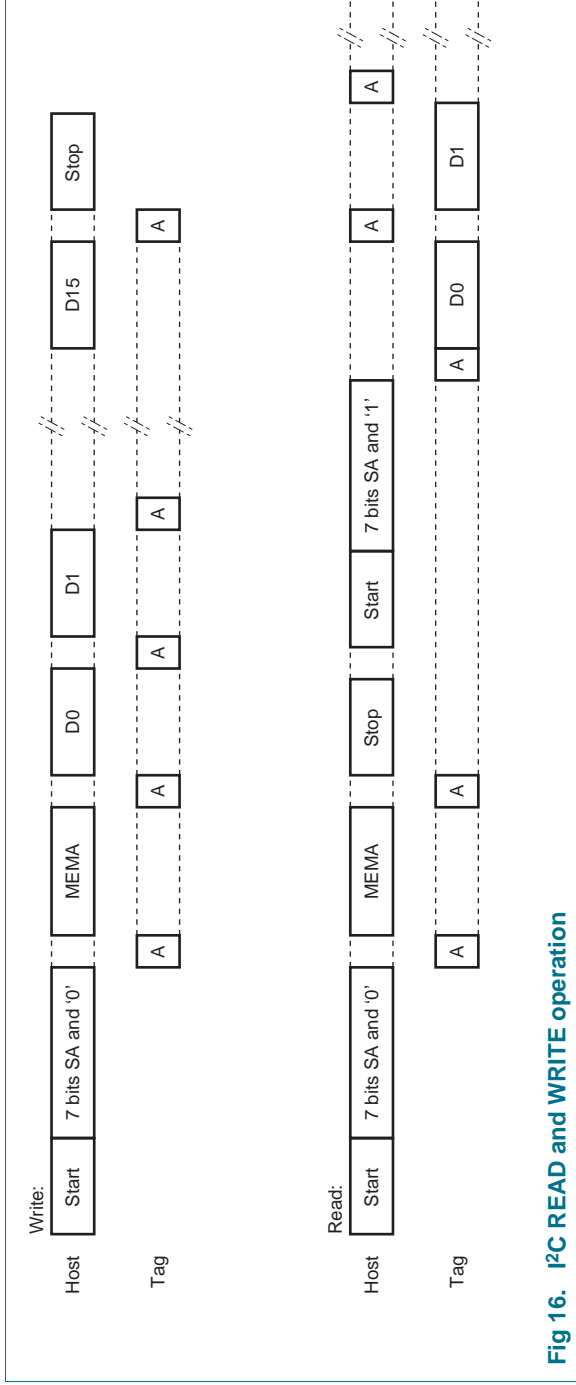 Write:
Host Start 7 bits SA and ‘0’ MEMA D0 D1 D15 Stop
Tag A A A A A
Read:
Host Start 7 bits SA and ‘0’ MEMA Stop Start 7 bits SA and ‘1’ A A
Tag A A A D0 D1
Fig 16. I²C READ and WRITE operation